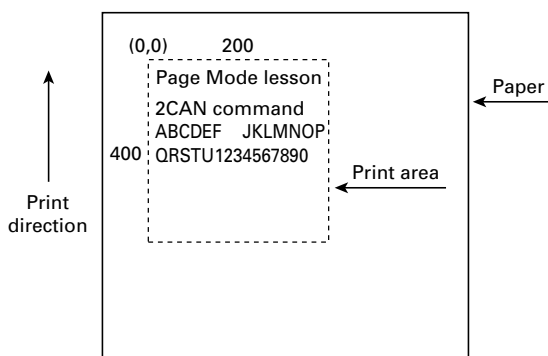 (0,0) 200
Page Mode lesson
2CAN command
ABCDEF JKLMNOP
400 QRSTU1234567890
Paper
Print area
Print
direction